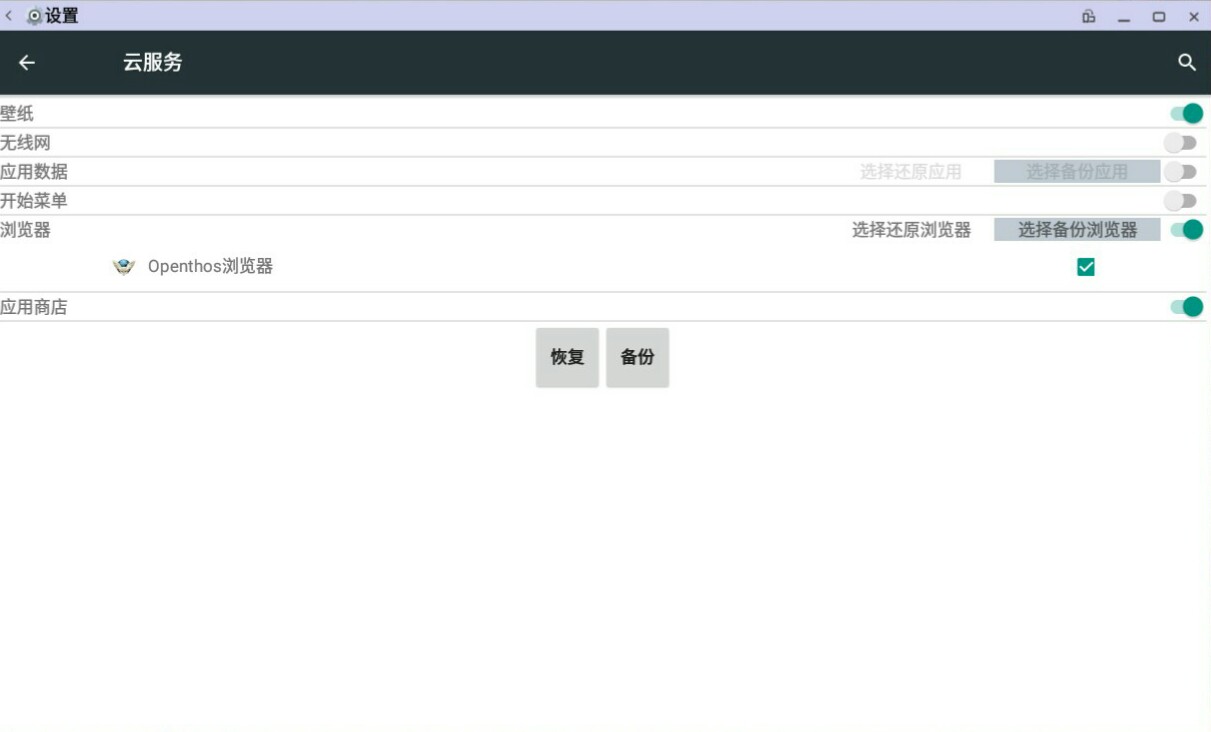 设置
云服务
壁纸
无线网
应用数据 选择还原应用 选择备份应用
开始菜单
浏览器 选择还原浏览器 选择备份浏览器
Openthos浏览器
应用商店
恢复 备份